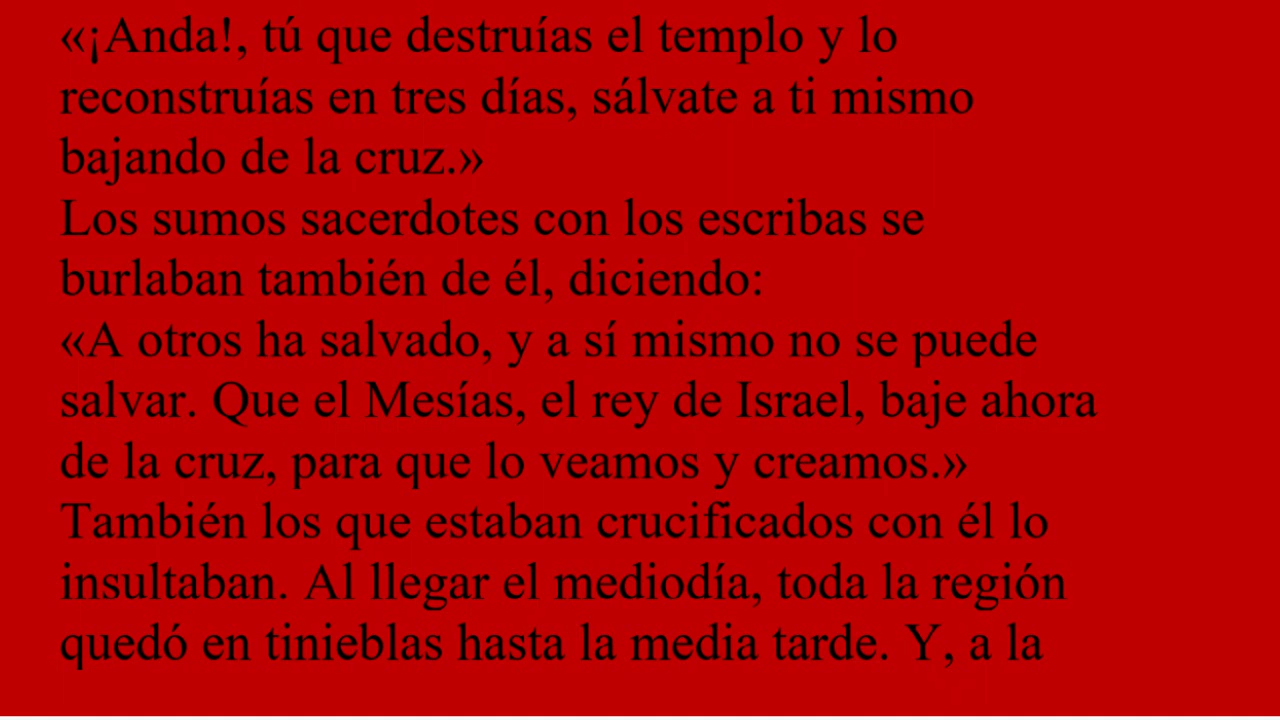 «¡Anda!, tú que destruías el templo y lo
reconstruías en tres días, sálvate a ti mismo
bajando de la cruz.»
Los sumos sacerdotes con los escribas se
burlaban también de él, diciendo:
«A otros ha salvado, y a sí mismo no se puede
salvar. Que el Mesías, el rey de Israel, baje ahora
de la cruz, para que lo veamos y creamos.»
También los que estaban crucificados con él lo
insultaban. Al llegar el mediodía, toda la región
quedó en tinieblas hasta la media tarde. Y, a la